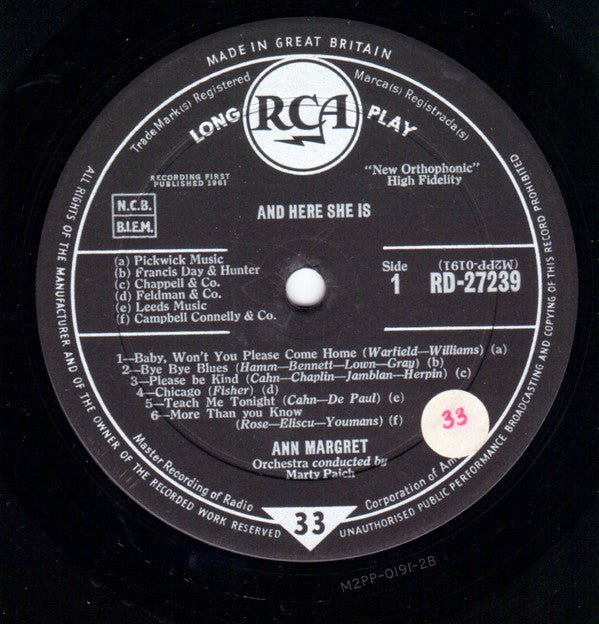 MADE IN GREAT BRITAIN
Trade Mark(s) Registered
Marca(s) Registrada(s)
LONG RCA PLAY
RECORDING FIRST
PUBLISHED 1961
"New Orthophonic"
High Fidelity
N.C.B.
B.I.E.M.
AND HERE SHE IS
(a) Pickwick Music
(b) Francis Day & Hunter
(c) Chappell & Co.
(d) Feldman & Co.
(e) Leeds Music
(f) Campbell Connelly & Co.
Side
1
(M2PP-0191)
RD-27239
1—Baby, Won't You Please Come Home (Warfield—Williams) (a)
2—Bye Bye Blues (Hamm—Bennett—Lown—Gray) (b)
3—Please be Kind (Cahn—Chaplin—Jamblan—Herpin) (c)
4—Chicago (Fisher) (d)
5—Teach Me Tonight (Cahn—De Paul) (e)
6—More Than you Know
(Rose—Eliscu—Youmans) (f)
33
ANN MARGRET
Orchestra conducted by
Marty Paich
Master Recording of Radio
Corporation of Am
33
ALL RIGHTS OF THE MANUFACTURER AND OF THE OWNER OF THE RECORDED WORK RESERVED
UNAUTHORISED PUBLIC PERFORMANCE BROADCASTING AND COPYING OF THIS RECORD PROHIBITED
M2PP-0191-2B